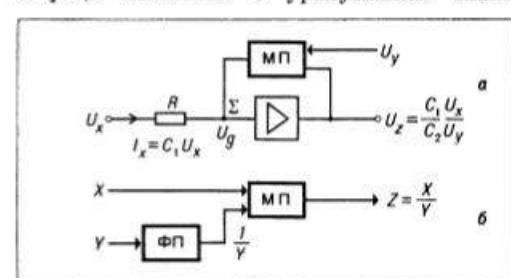 МП
U_y
а
R
Σ
U_x
U_g
U_z = C_1 U_x / C_2 U_y
I_x = C_1 U_x
X
МП
Z = X / Y
б
Y
ФП
1 / Y